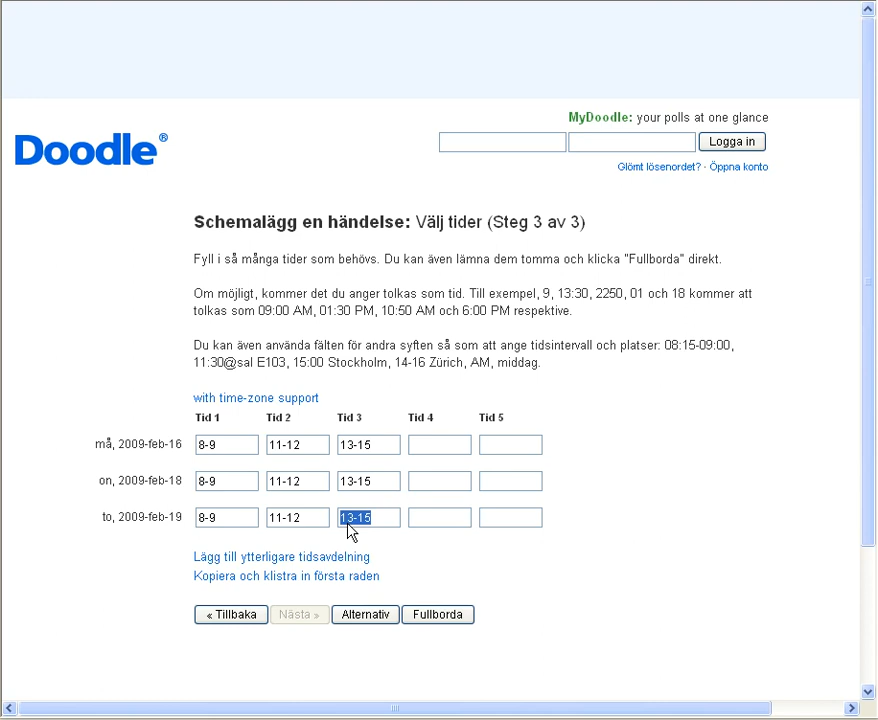 MyDoodle: your polls at one glance
Doodle®
Logga in
Glömt lösenordet? · Öppna konto
Schemalägg en händelse: Välj tider (Steg 3 av 3)
Fyll i så många tider som behövs. Du kan även lämna dem tomma och klicka "Fullborda" direkt.
Om möjligt, kommer det du anger tolkas som tid. Till exempel, 9, 13:30, 2250, 01 och 18 kommer att
tolkas som 09:00 AM, 01:30 PM, 10:50 AM och 6:00 PM respektive.
Du kan även använda fälten för andra syften så som att ange tidsintervall och platser: 08:15-09:00,
11:30@sal E103, 15:00 Stockholm, 14-16 Zürich, AM, middag.
with time-zone support
Tid 1 Tid 2 Tid 3 Tid 4 Tid 5
må, 2009-feb-16 8-9 11-12 13-15
on, 2009-feb-18 8-9 11-12 13-15
to, 2009-feb-19 8-9 11-12 13-15
Lägg till ytterligare tidsavdelning
Kopiera och klistra in första raden
« Tillbaka Nästa » Alternativ Fullborda